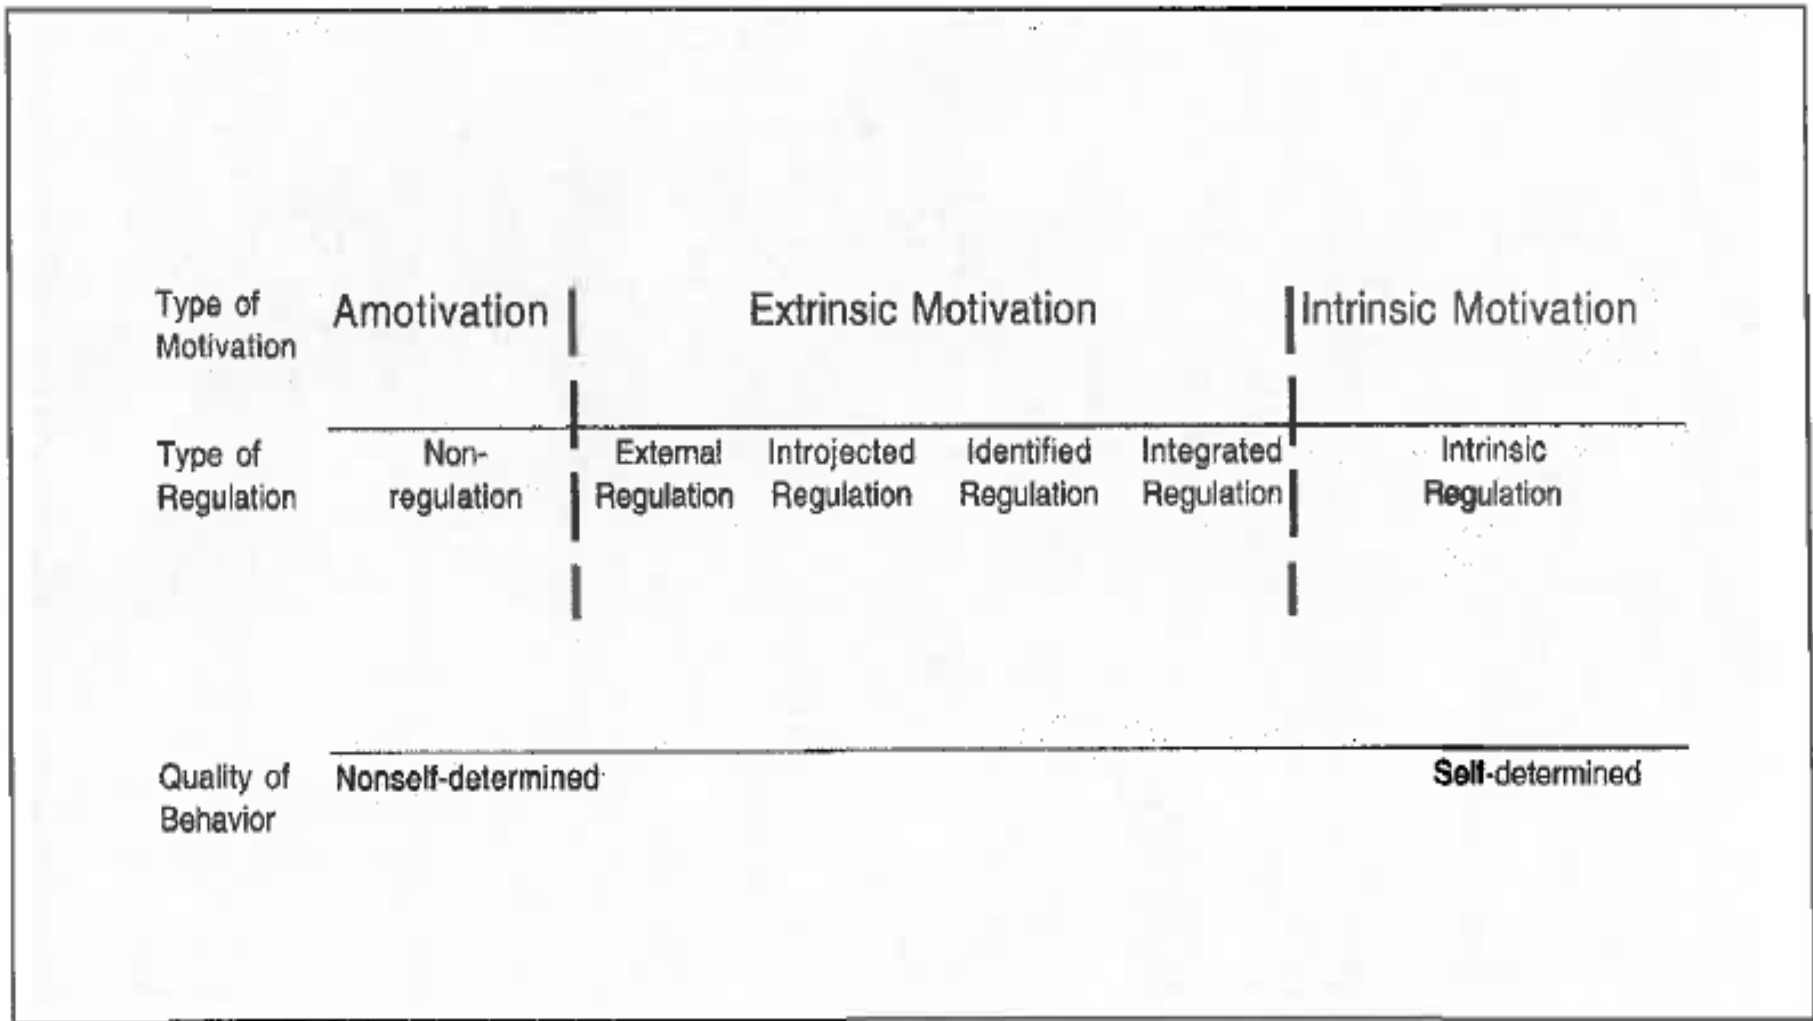 Type of Motivation
Amotivation
Extrinsic Motivation
Intrinsic Motivation
Type of Regulation
Non-
regulation
External
Regulation
Introjected
Regulation
Identified
Regulation
Integrated
Regulation
Intrinsic
Regulation
Quality of
Behavior
Nonself-determined
Self-determined